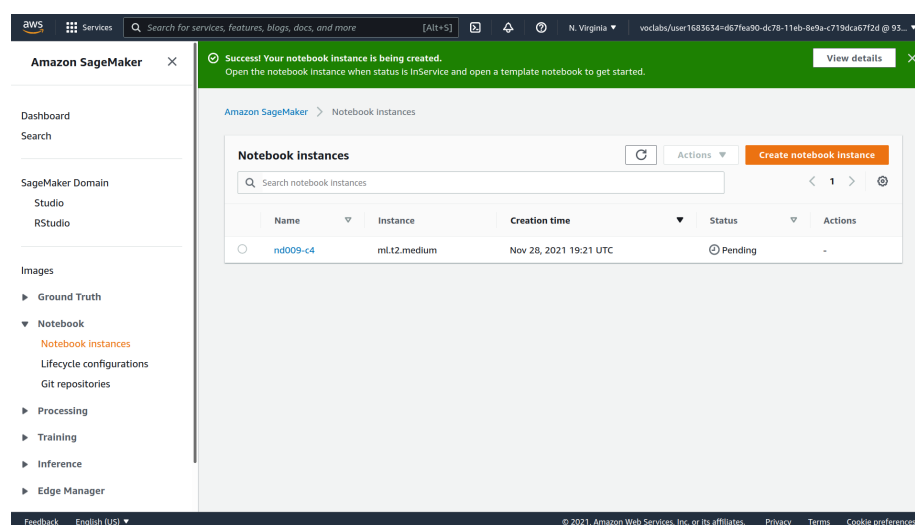 aws Services Search for services, features, blogs, docs, and more [Alt+S] N. Virginia voclabs/user1683634=d67fea90-dc78-11eb-8e9a-c719dca67f2d @ 93...
Amazon SageMaker
Dashboard
Search
SageMaker Domain
Studio
RStudio
Images
Ground Truth
Notebook
Notebook instances
Lifecycle configurations
Git repositories
Processing
Training
Inference
Edge Manager
Success! Your notebook instance is being created.
Open the notebook instance when status is InService and open a template notebook to get started.
View details
Amazon SageMaker > Notebook instances
Notebook instances
Actions Create notebook instance
Search notebook instances
1
Name Instance Creation time Status Actions
nd009-c4 ml.t2.medium Nov 28, 2021 19:21 UTC Pending -
Feedback English (US) © 2021, Amazon Web Services, Inc. or its affiliates. Privacy Terms Cookie preferences